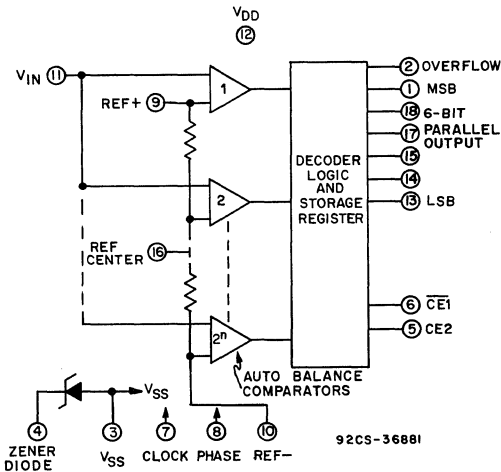 VDD
12
VIN 11
REF+ 9
1
2 OVERFLOW
1 MSB
18 6-BIT
17 PARALLEL
OUTPUT
15
14
13 LSB
DECODER
LOGIC
AND
STORAGE
REGISTER
2
REF
CENTER
16
6 CE1
5 CE2
2n
AUTO BALANCE
COMPARATORS
VSS
4
3
7
8
10
ZENER
DIODE
VSS
CLOCK PHASE REF-
92CS-36881